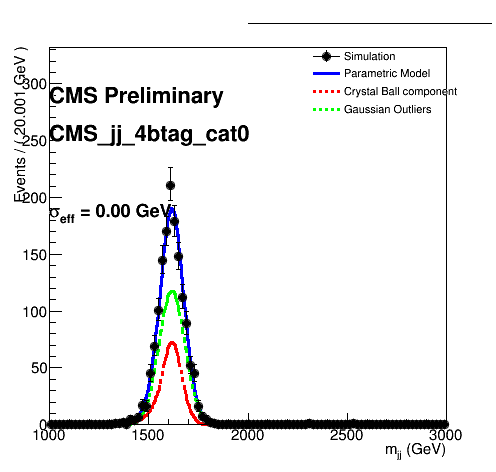 Simulation
Parametric Model
Crystal Ball component
Gaussian Outliers
CMS Preliminary
CMS_jj_4btag_cat0
σeff = 0.00 GeV
Events / ( 20.001 GeV )
300
250
200
150
100
50
0
1000 1500 2000 2500 3000
mjj (GeV)